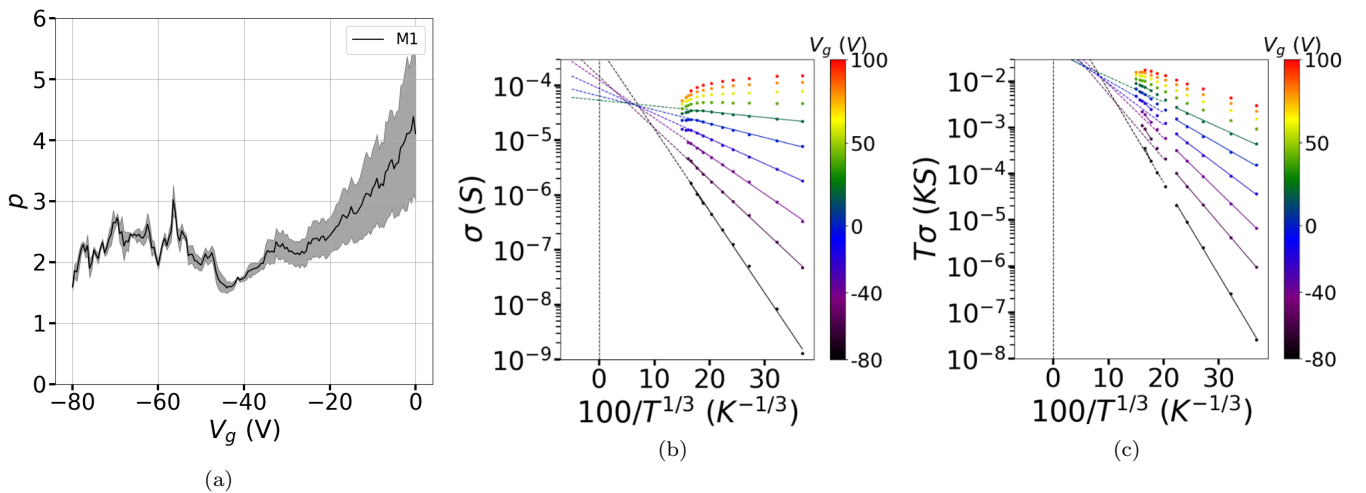 6
5
4
3
2
1
0
p
M1
−80
−60
−40
−20
0
V_g (V)
(a)
V_g (V)
10^{-4}
10^{-5}
10^{-6}
10^{-7}
10^{-8}
10^{-9}
σ (S)
0 10 20 30
100/T^{1/3} (K^{-1/3})
100
50
0
-40
-80
(b)
V_g (V)
10^{-2}
10^{-3}
10^{-4}
10^{-5}
10^{-6}
10^{-7}
10^{-8}
Tσ (KS)
0 10 20 30
100/T^{1/3} (K^{-1/3})
100
50
0
-40
-80
(c)